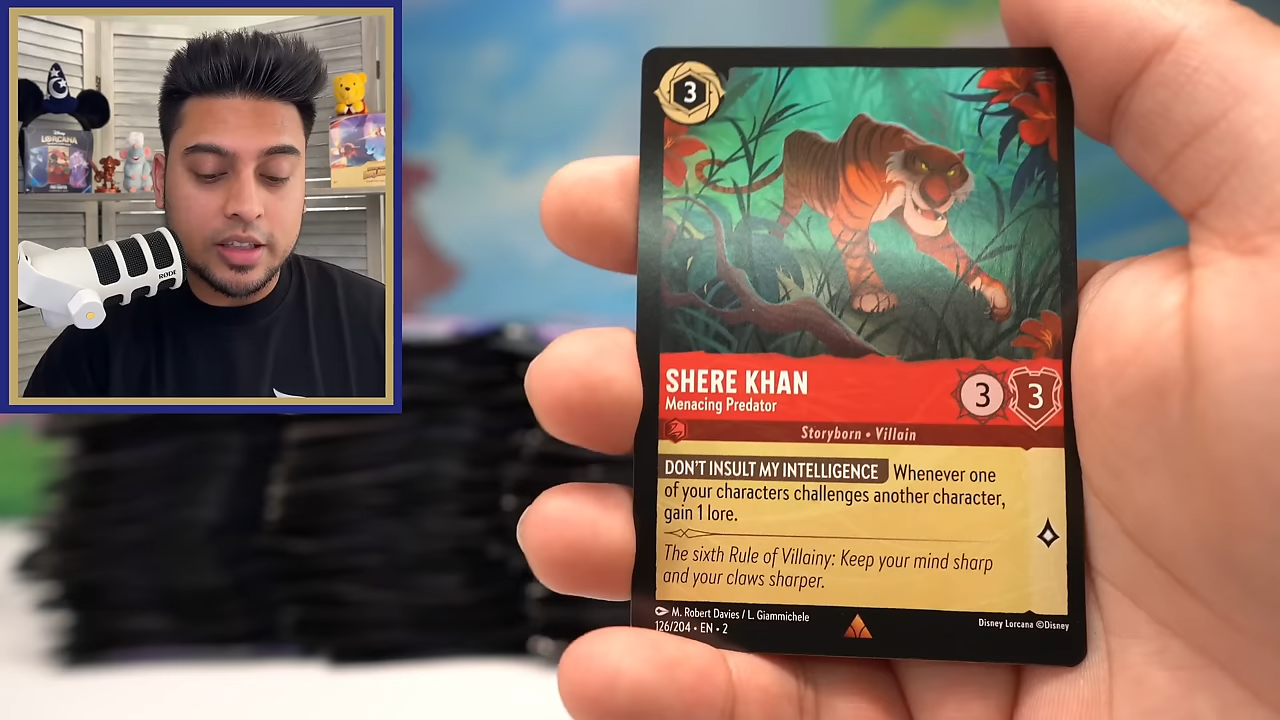 DISNEY
LORCANA
RØDE
3
SHERE KHAN
Menacing Predator
3
3
Storyborn • Villain
DON'T INSULT MY INTELLIGENCE Whenever one
of your characters challenges another character,
gain 1 lore.
The sixth Rule of Villainy: Keep your mind sharp
and your claws sharper.
M. Robert Davies / L. Giammichele
126/204 • EN • 2
Disney Lorcana ©Disney